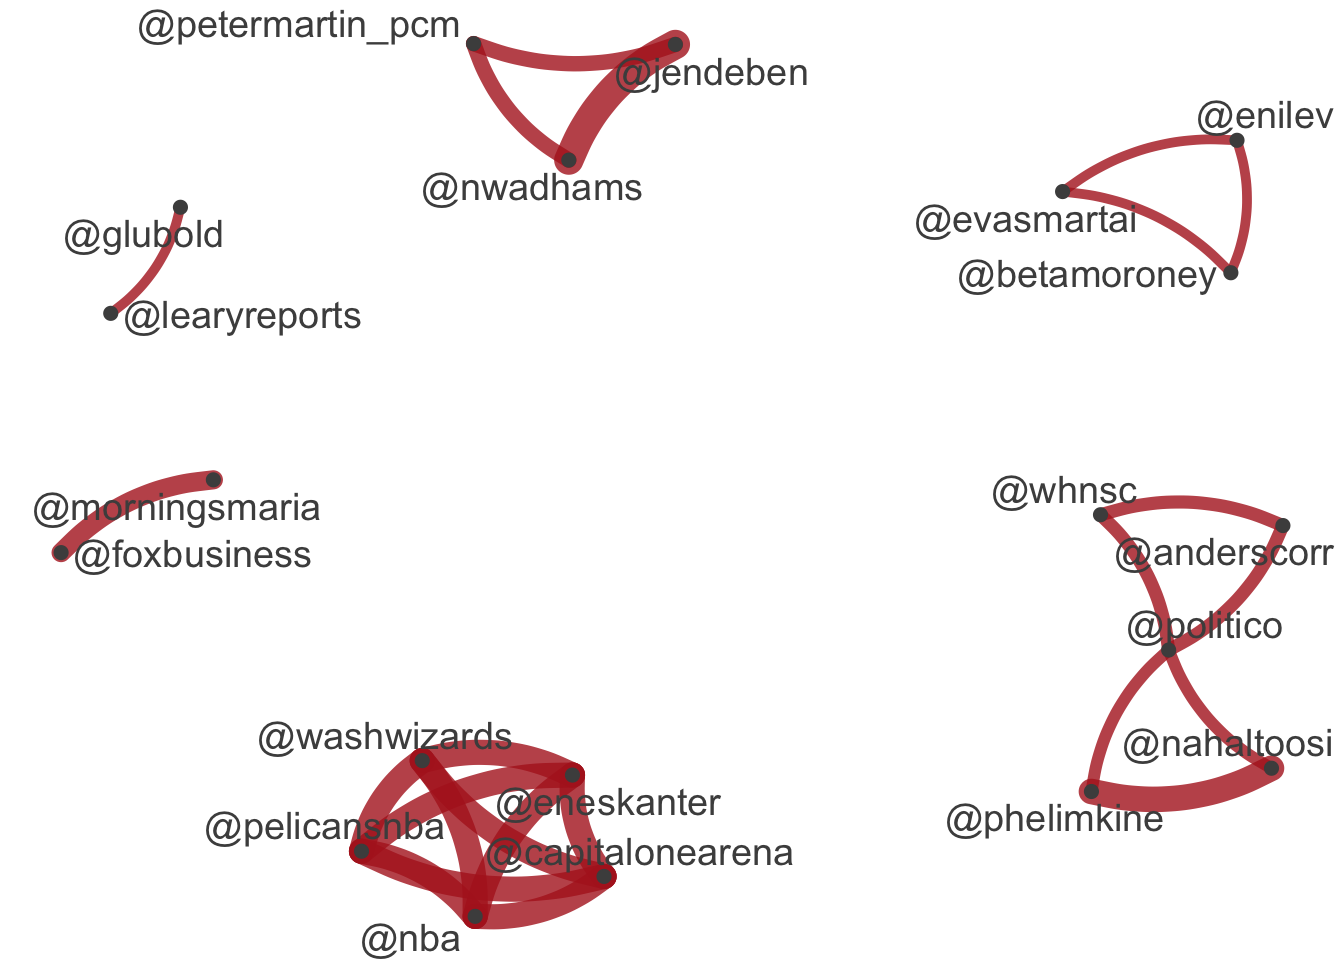 @petermartin_pcm
@jendeben
@enilev
@nwadhams
@evasmartai
@glubold
@betamoroney
@learyreports
@whnsc
@morningsmaria
@foxbusiness
@anderscorr
@politico
@washwizards
@nahaltoosi
@eneskanter
@phelimkine
@pelicansnba
@capitalonearena
@nba